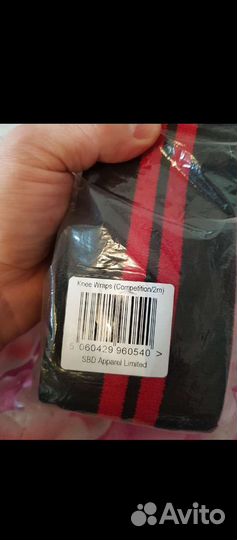 Knee Wraps (Competition/2m)
5 060429 960540 >
SBD Apparel Limited
Avito